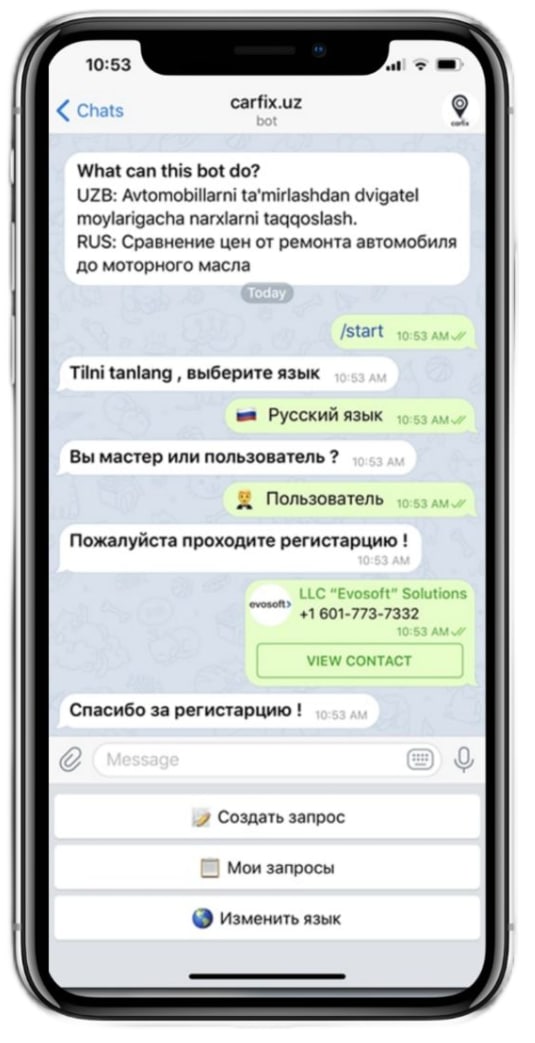 10:53
Chats
carfix.uz
bot
carfix
What can this bot do?
UZB: Avtomobillarni ta'mirlashdan dvigatel
moylarigacha narxlarni taqqoslash.
RUS: Сравнение цен от ремонта автомобиля
до моторного масла
Today
/start 10:53 AM
Tilni tanlang , выберите язык 10:53 AM
Русский язык 10:53 AM
Вы мастер или пользователь ? 10:53 AM
Пользователь 10:53 AM
Пожалуйста проходите регистарцию !
10:53 AM
evosoft
LLC “Evosoft” Solutions
+1 601-773-7332
10:53 AM
VIEW CONTACT
Спасибо за регистарцию ! 10:53 AM
Message
Создать запрос
Мои запросы
Изменить язык